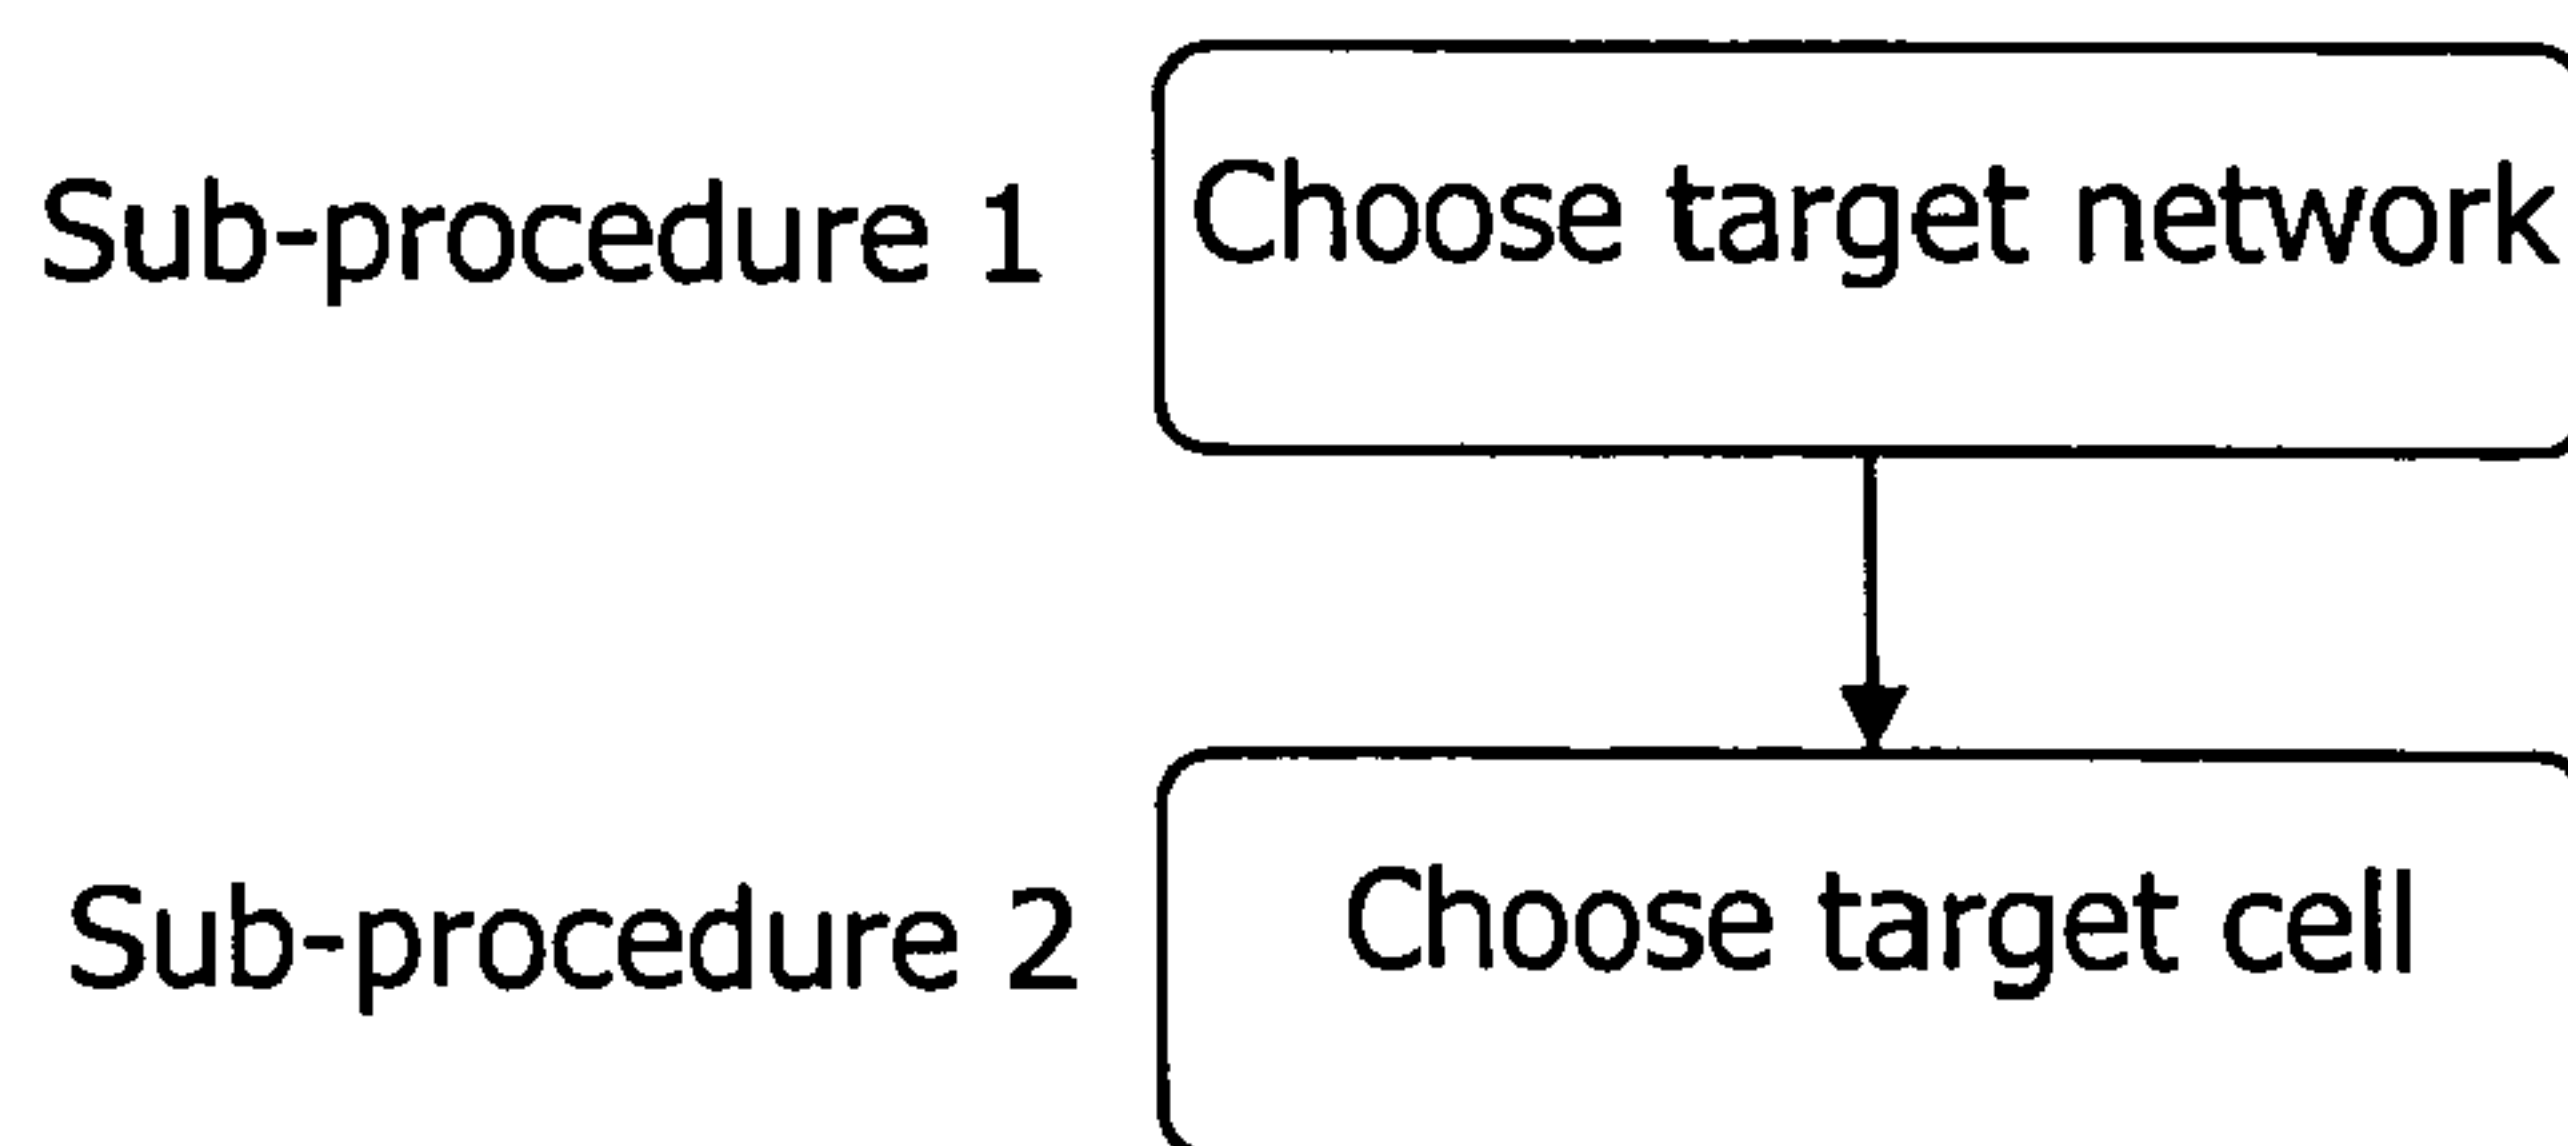 Sub-procedure 1
Choose target network
Sub-procedure 2
Choose target cell